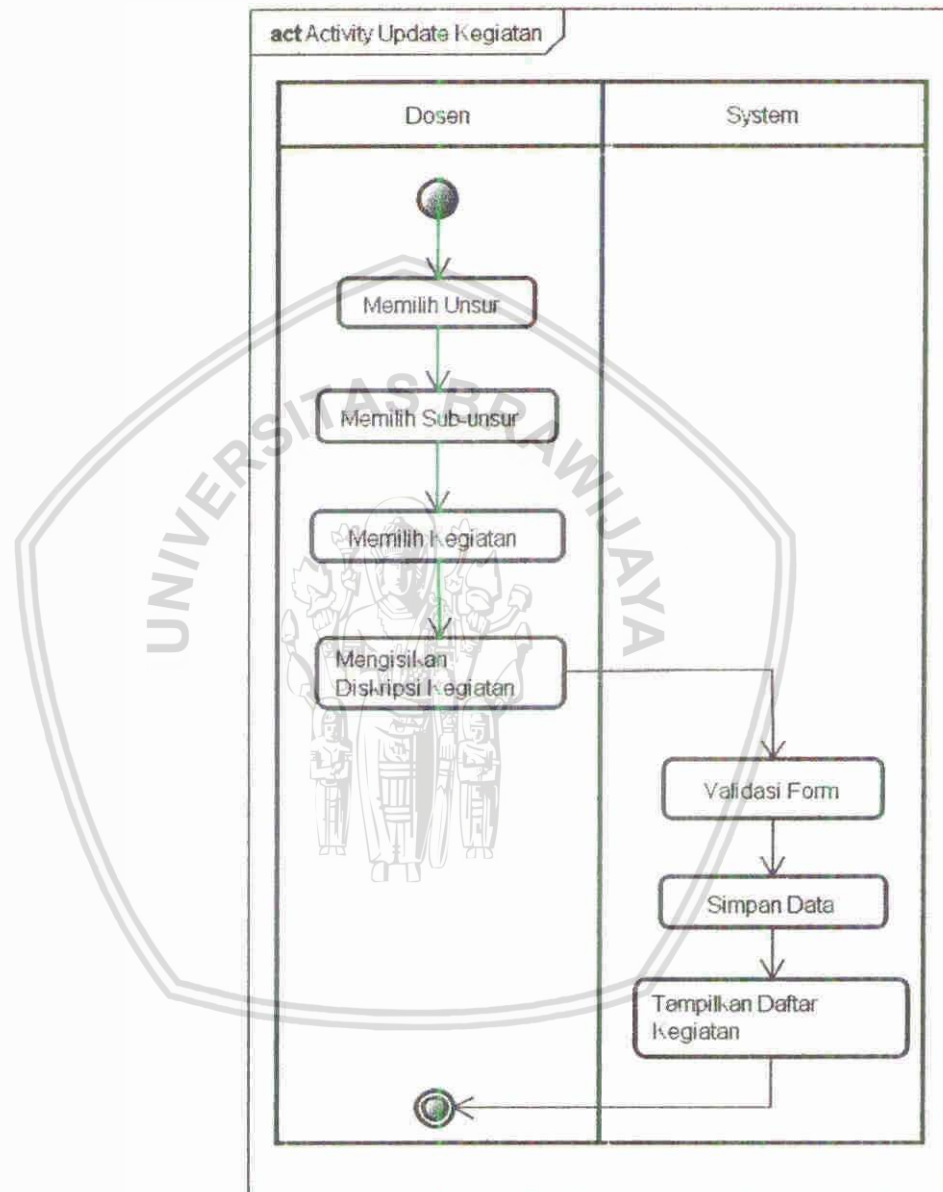 act Activity Update Kegiatan
Dosen
System
Memilih Unsur
Memilih Sub-unsur
Memilih Kegiatan
Mengisikan
Diskripsi Kegiatan
Validasi Form
Simpan Data
Tampilkan Daftar
Kegiatan
UNIVERSITAS BRAWIJAYA